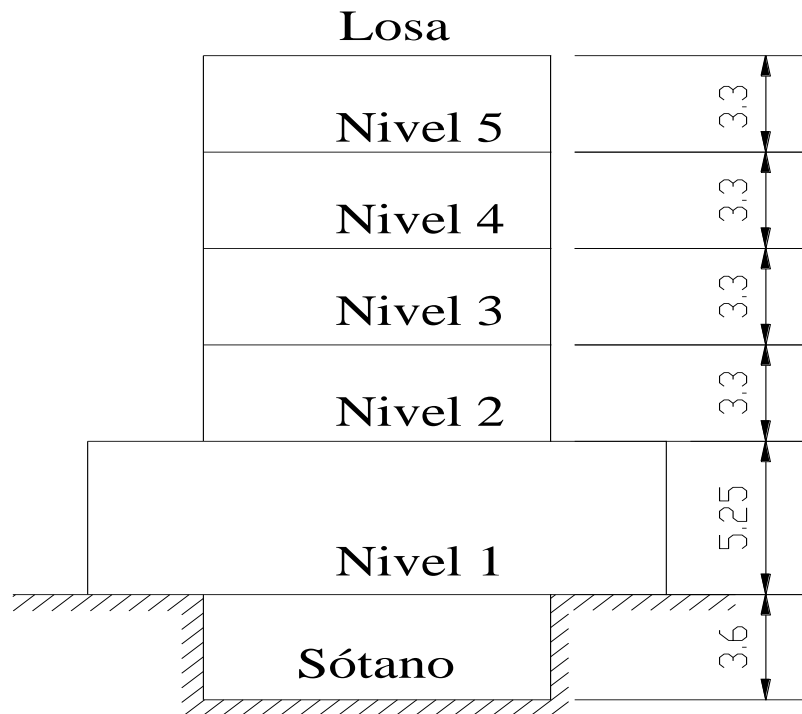 Losa
3.3
Nivel 5
3.3
Nivel 4
3.3
Nivel 3
3.3
Nivel 2
5.25
Nivel 1
3.6
Sótano